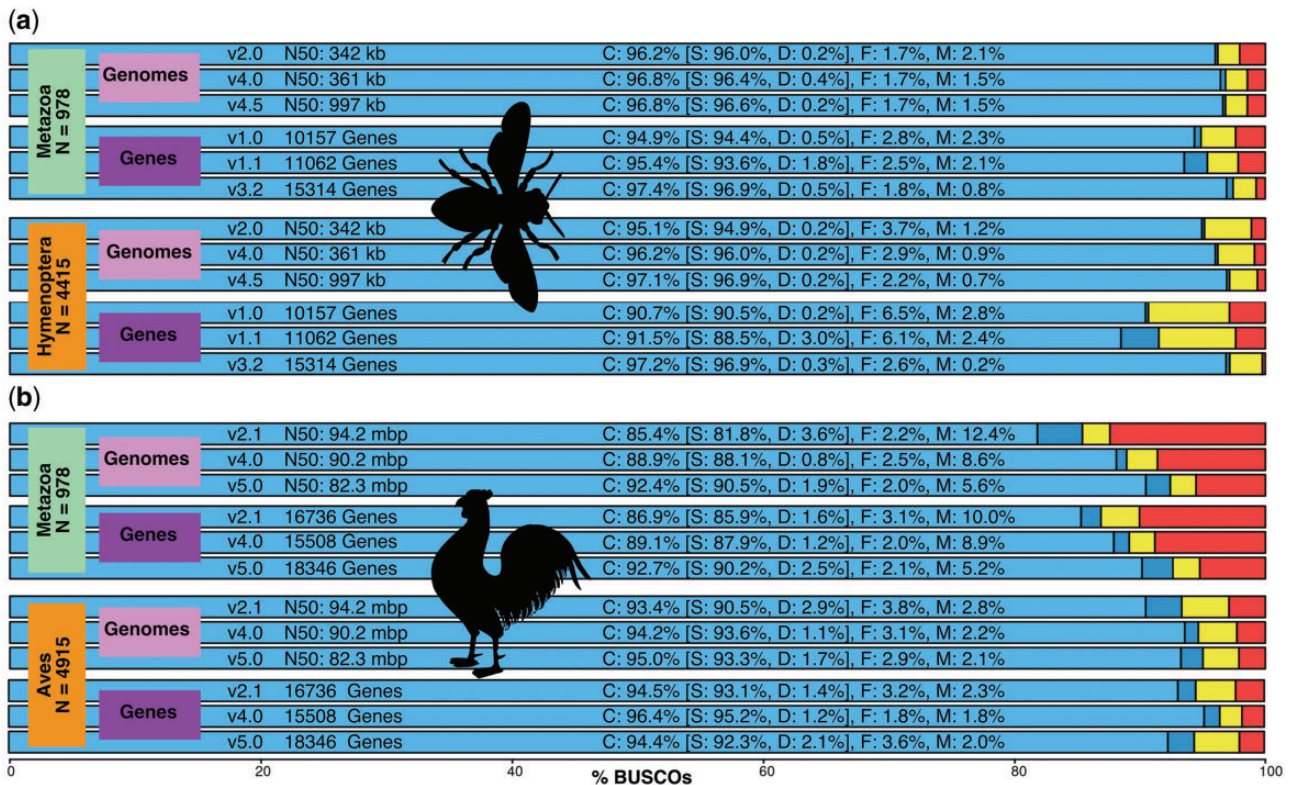 (a)
Metazoa
N = 978
Genomes
v2.0 N50: 342 kb C: 96.2% [S: 96.0%, D: 0.2%], F: 1.7%, M: 2.1%
v4.0 N50: 361 kb C: 96.8% [S: 96.4%, D: 0.4%], F: 1.7%, M: 1.5%
v4.5 N50: 997 kb C: 96.8% [S: 96.6%, D: 0.2%], F: 1.7%, M: 1.5%
Genes
v1.0 10157 Genes C: 94.9% [S: 94.4%, D: 0.5%], F: 2.8%, M: 2.3%
v1.1 11062 Genes C: 95.4% [S: 93.6%, D: 1.8%], F: 2.5%, M: 2.1%
v3.2 15314 Genes C: 97.4% [S: 96.9%, D: 0.5%], F: 1.8%, M: 0.8%
Hymenoptera
N = 4415
Genomes
v2.0 N50: 342 kb C: 95.1% [S: 94.9%, D: 0.2%], F: 3.7%, M: 1.2%
v4.0 N50: 361 kb C: 96.2% [S: 96.0%, D: 0.2%], F: 2.9%, M: 0.9%
v4.5 N50: 997 kb C: 97.1% [S: 96.9%, D: 0.2%], F: 2.2%, M: 0.7%
Genes
v1.0 10157 Genes C: 90.7% [S: 90.5%, D: 0.2%], F: 6.5%, M: 2.8%
v1.1 11062 Genes C: 91.5% [S: 88.5%, D: 3.0%], F: 6.1%, M: 2.4%
v3.2 15314 Genes C: 97.2% [S: 96.9%, D: 0.3%], F: 2.6%, M: 0.2%
(b)
Metazoa
N = 978
Genomes
v2.1 N50: 94.2 mbp C: 85.4% [S: 81.8%, D: 3.6%], F: 2.2%, M: 12.4%
v4.0 N50: 90.2 mbp C: 88.9% [S: 88.1%, D: 0.8%], F: 2.5%, M: 8.6%
v5.0 N50: 82.3 mbp C: 92.4% [S: 90.5%, D: 1.9%], F: 2.0%, M: 5.6%
Genes
v2.1 16736 Genes C: 86.9% [S: 85.9%, D: 1.6%], F: 3.1%, M: 10.0%
v4.0 15508 Genes C: 89.1% [S: 87.9%, D: 1.2%], F: 2.0%, M: 8.9%
v5.0 18346 Genes C: 92.7% [S: 90.2%, D: 2.5%], F: 2.1%, M: 5.2%
Aves
N = 4915
Genomes
v2.1 N50: 94.2 mbp C: 93.4% [S: 90.5%, D: 2.9%], F: 3.8%, M: 2.8%
v4.0 N50: 90.2 mbp C: 94.2% [S: 93.6%, D: 1.1%], F: 3.1%, M: 2.2%
v5.0 N50: 82.3 mbp C: 95.0% [S: 93.3%, D: 1.7%], F: 2.9%, M: 2.1%
Genes
v2.1 16736 Genes C: 94.5% [S: 93.1%, D: 1.4%], F: 3.2%, M: 2.3%
v4.0 15508 Genes C: 96.4% [S: 95.2%, D: 1.2%], F: 1.8%, M: 1.8%
v5.0 18346 Genes C: 94.4% [S: 92.3%, D: 2.1%], F: 3.6%, M: 2.0%
0 20 40 60 80 100
% BUSCOs